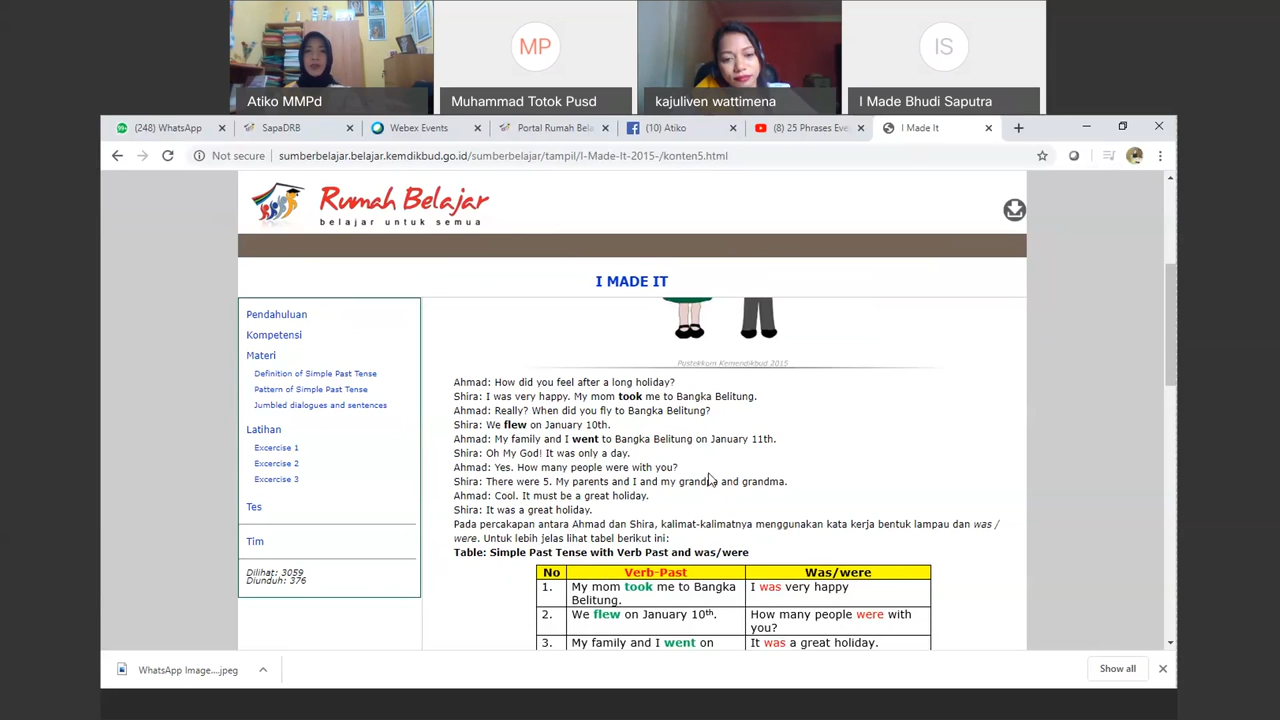 MP
IS
Atiko MMPd
Muhammad Totok Pusd
kajuliven wattimena
I Made Bhudi Saputra
(248) WhatsApp
SapaDRB
Webex Events
Portal Rumah Bela
(10) Atiko
(8) 25 Phrases Eve
I Made It
Not secure
sumberbelajar.belajar.kemdikbud.go.id/sumberbelajar/tampil/I-Made-It-2015-/konten5.html
Rumah Belajar
belajar untuk semua
I MADE IT
Pendahuluan
Kompetensi
Materi
Definition of Simple Past Tense
Pattern of Simple Past Tense
Jumbled dialogues and sentences
Latihan
Excercise 1
Excercise 2
Excercise 3
Tes
Tim
Dilihat: 3059
Diunduh: 376
Pustekkom Kemendikbud 2015
Ahmad: How did you feel after a long holiday?
Shira: I was very happy. My mom took me to Bangka Belitung.
Ahmad: Really? When did you fly to Bangka Belitung?
Shira: We flew on January 10th.
Ahmad: My family and I went to Bangka Belitung on January 11th.
Shira: Oh My God! It was only a day.
Ahmad: Yes. How many people were with you?
Shira: There were 5. My parents and I and my grandpa and grandma.
Ahmad: Cool. It must be a great holiday.
Shira: It was a great holiday.
Pada percakapan antara Ahmad dan Shira, kalimat-kalimatnya menggunakan kata kerja bentuk lampau dan was /
were. Untuk lebih jelas lihat tabel berikut ini:
Table: Simple Past Tense with Verb Past and was/were
No Verb-Past Was/were
1. My mom took me to Bangka Belitung. I was very happy
2. We flew on January 10th. How many people were with you?
3. My family and I went on It was a great holiday.
WhatsApp Image....jpeg
Show all